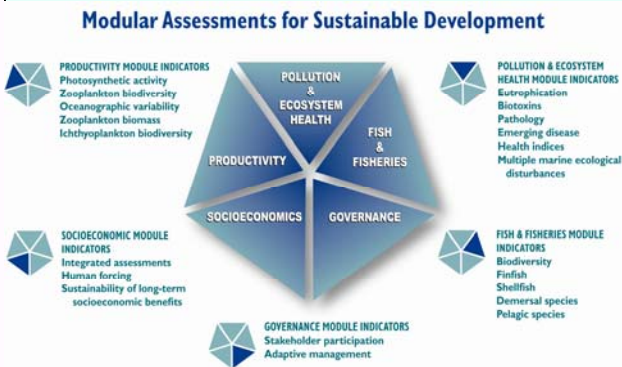 Modular Assessments for Sustainable Development
PRODUCTIVITY MODULE INDICATORS
Photosynthetic activity
Zooplankton biodiversity
Oceanographic variability
Zooplankton biomass
Ichthyoplankton biodiversity
POLLUTION
&
ECOSYSTEM
HEALTH
FISH
&
FISHERIES
PRODUCTIVITY
SOCIOECONOMICS
GOVERNANCE
POLLUTION & ECOSYSTEM
HEALTH MODULE INDICATORS
Eutrophication
Biotoxins
Pathology
Emerging disease
Health indices
Multiple marine ecological
disturbances
SOCIOECONOMIC MODULE
INDICATORS
Integrated assessments
Human forcing
Sustainability of long-term
socioeconomic benefits
FISH & FISHERIES MODULE
INDICATORS
Biodiversity
Finfish
Shellfish
Demersal species
Pelagic species
GOVERNANCE MODULE INDICATORS
Stakeholder participation
Adaptive management